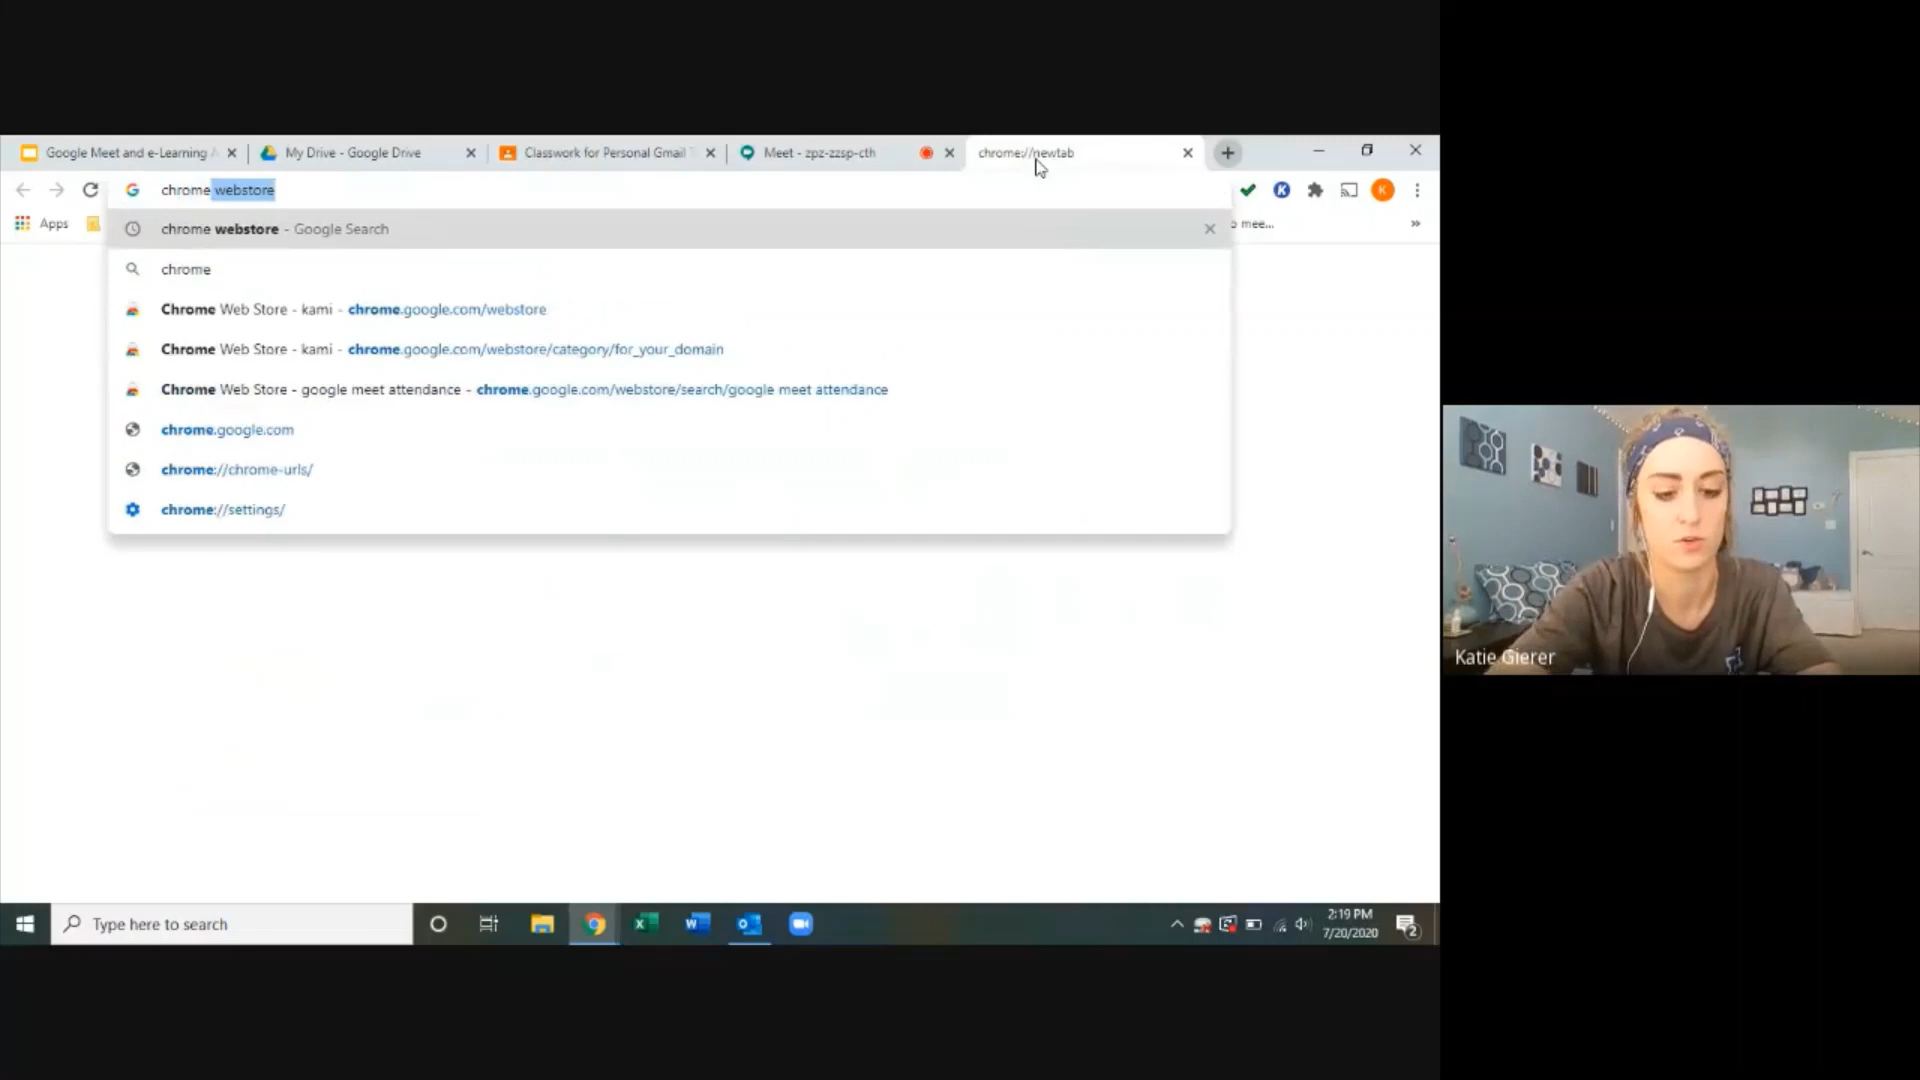 Google Meet and e-Learning A
My Drive - Google Drive
Classwork for Personal Gmail T
Meet - zpz-zzsp-cth
chrome://newtab
chrome webstore
K
K
Apps
o mee...
»
chrome webstore - Google Search
chrome
Chrome Web Store - kami - chrome.google.com/webstore
Chrome Web Store - kami - chrome.google.com/webstore/category/for_your_domain
Chrome Web Store - google meet attendance - chrome.google.com/webstore/search/google meet attendance
chrome.google.com
chrome://chrome-urls/
chrome://settings/
Katie Gierer
Type here to search
2:19 PM
7/20/2020
2